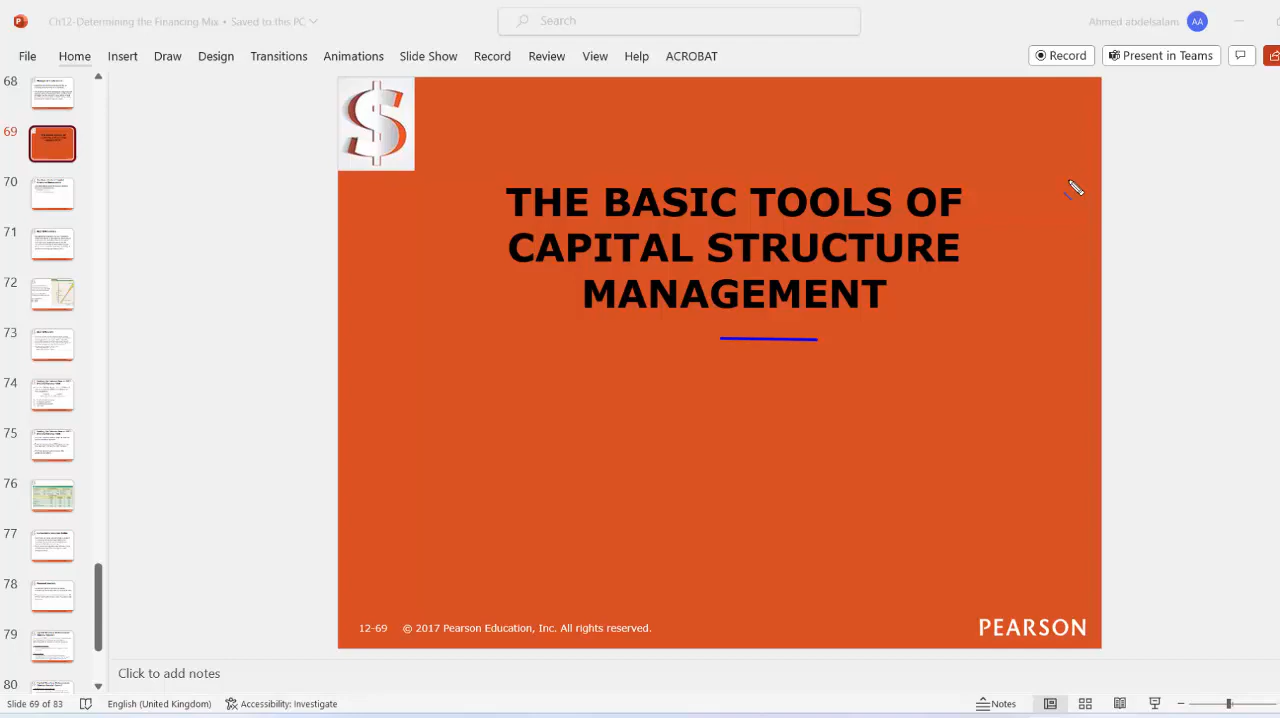 Ch12-Determining the Financing Mix • Saved to this PC
Search
Ahmed abdelsalam
AA
File Home Insert Draw Design Transitions Animations Slide Show Record Review View Help ACROBAT
Record
Present in Teams
68
69
70
71
72
73
74
75
76
77
78
79
80
$
THE BASIC TOOLS OF
CAPITAL STRUCTURE
MANAGEMENT
12-69 © 2017 Pearson Education, Inc. All rights reserved.
PEARSON
Click to add notes
Slide 69 of 83 English (United Kingdom) Accessibility: Investigate Notes